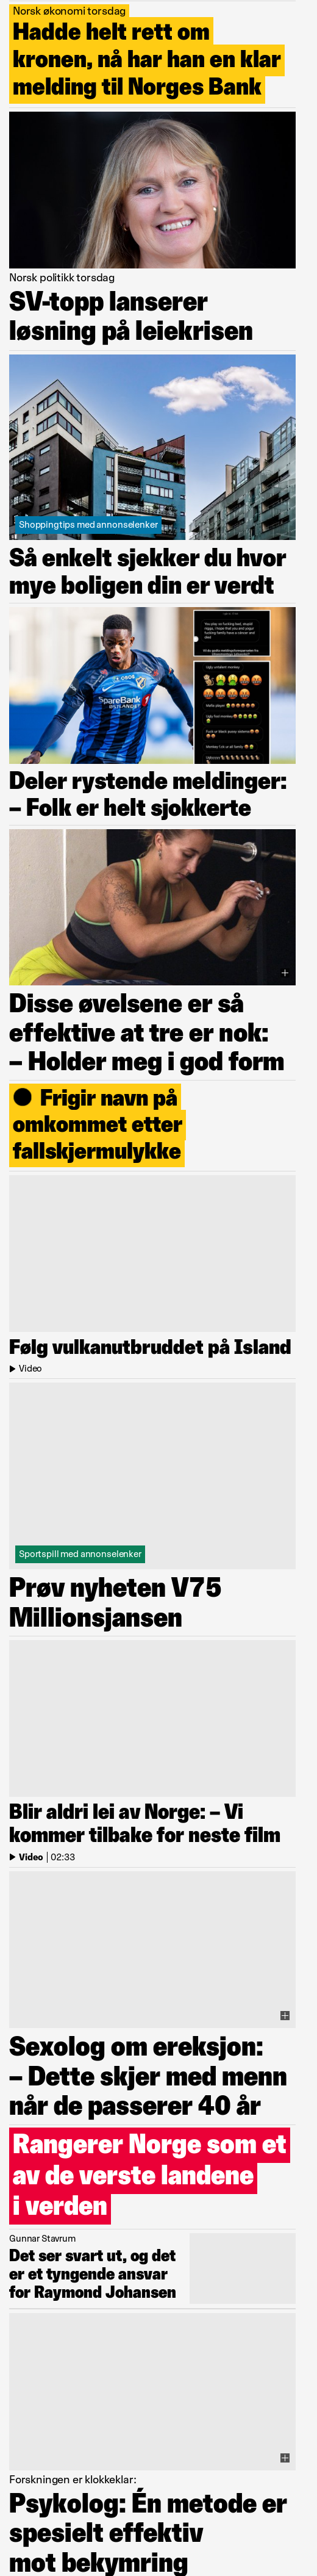 Norsk økonomi torsdag
Hadde helt rett om
kronen, nå har han en klar
melding til Norges Bank
Norsk politikk torsdag
SV-topp lanserer
løsning på leiekrisen
Shoppingtips med annonselenker
Så enkelt sjekker du hvor
mye boligen din er verdt
SpareBank
Deler rystende meldinger:
– Folk er helt sjokkerte
Disse øvelsene er så
effektive at tre er nok:
– Holder meg i god form
Frigir navn på
omkommet etter
fallskjermulykke
Følg vulkanutbruddet på Island
Video
Sportspill med annonselenker
Prøv nyheten V75
Millionsjansen
Blir aldri lei av Norge: – Vi
kommer tilbake for neste film
Video | 02:33
Sexolog om ereksjon:
– Dette skjer med menn
når de passerer 40 år
Rangerer Norge som et
av de verste landene
i verden
Gunnar Stavrum
Det ser svart ut, og det
er et tyngende ansvar
for Raymond Johansen
Forskningen er klokkeklar:
Psykolog: Én metode er
spesielt effektiv
mot bekymring